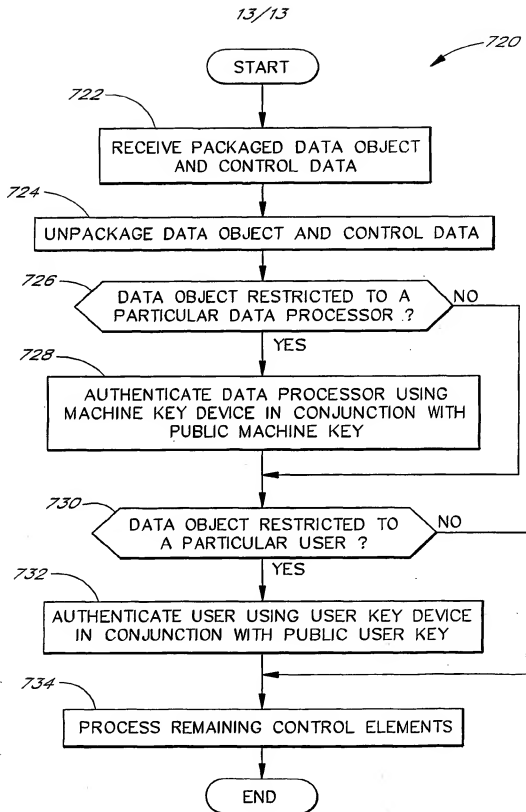 13/13
720
START
722
RECEIVE PACKAGED DATA OBJECT
AND CONTROL DATA
724
UNPACKAGE DATA OBJECT AND CONTROL DATA
726
DATA OBJECT RESTRICTED TO A
PARTICULAR DATA PROCESSOR ?
NO
YES
728
AUTHENTICATE DATA PROCESSOR USING
MACHINE KEY DEVICE IN CONJUNCTION WITH
PUBLIC MACHINE KEY
730
DATA OBJECT RESTRICTED TO
A PARTICULAR USER ?
NO
YES
732
AUTHENTICATE USER USING USER KEY DEVICE
IN CONJUNCTION WITH PUBLIC USER KEY
734
PROCESS REMAINING CONTROL ELEMENTS
END